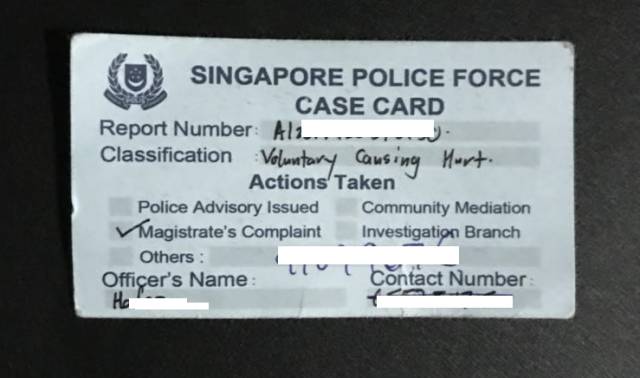 SINGAPORE POLICE FORCE
CASE CARD
Report Number :
Classification : Voluntary Causing Hurt.
Actions Taken
Police Advisory Issued Community Mediation
✓ Magistrate's Complaint Investigation Branch
Others :
Officer's Name : Contact Number :